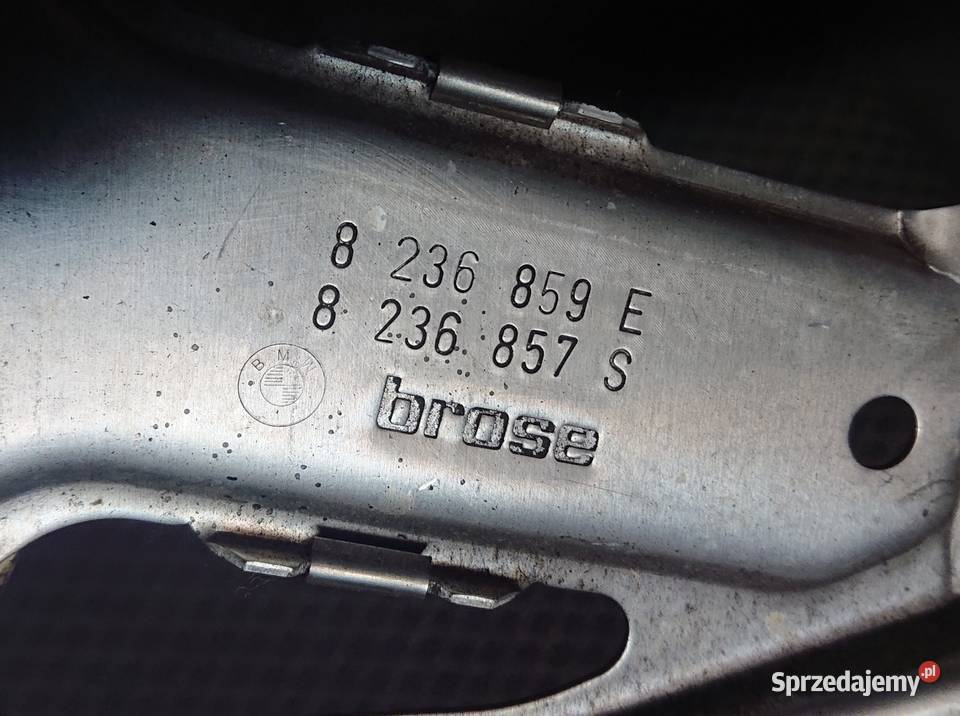 8 236 859 E
8 236 857 S
BMW
brose
Sprzedajemy.pl